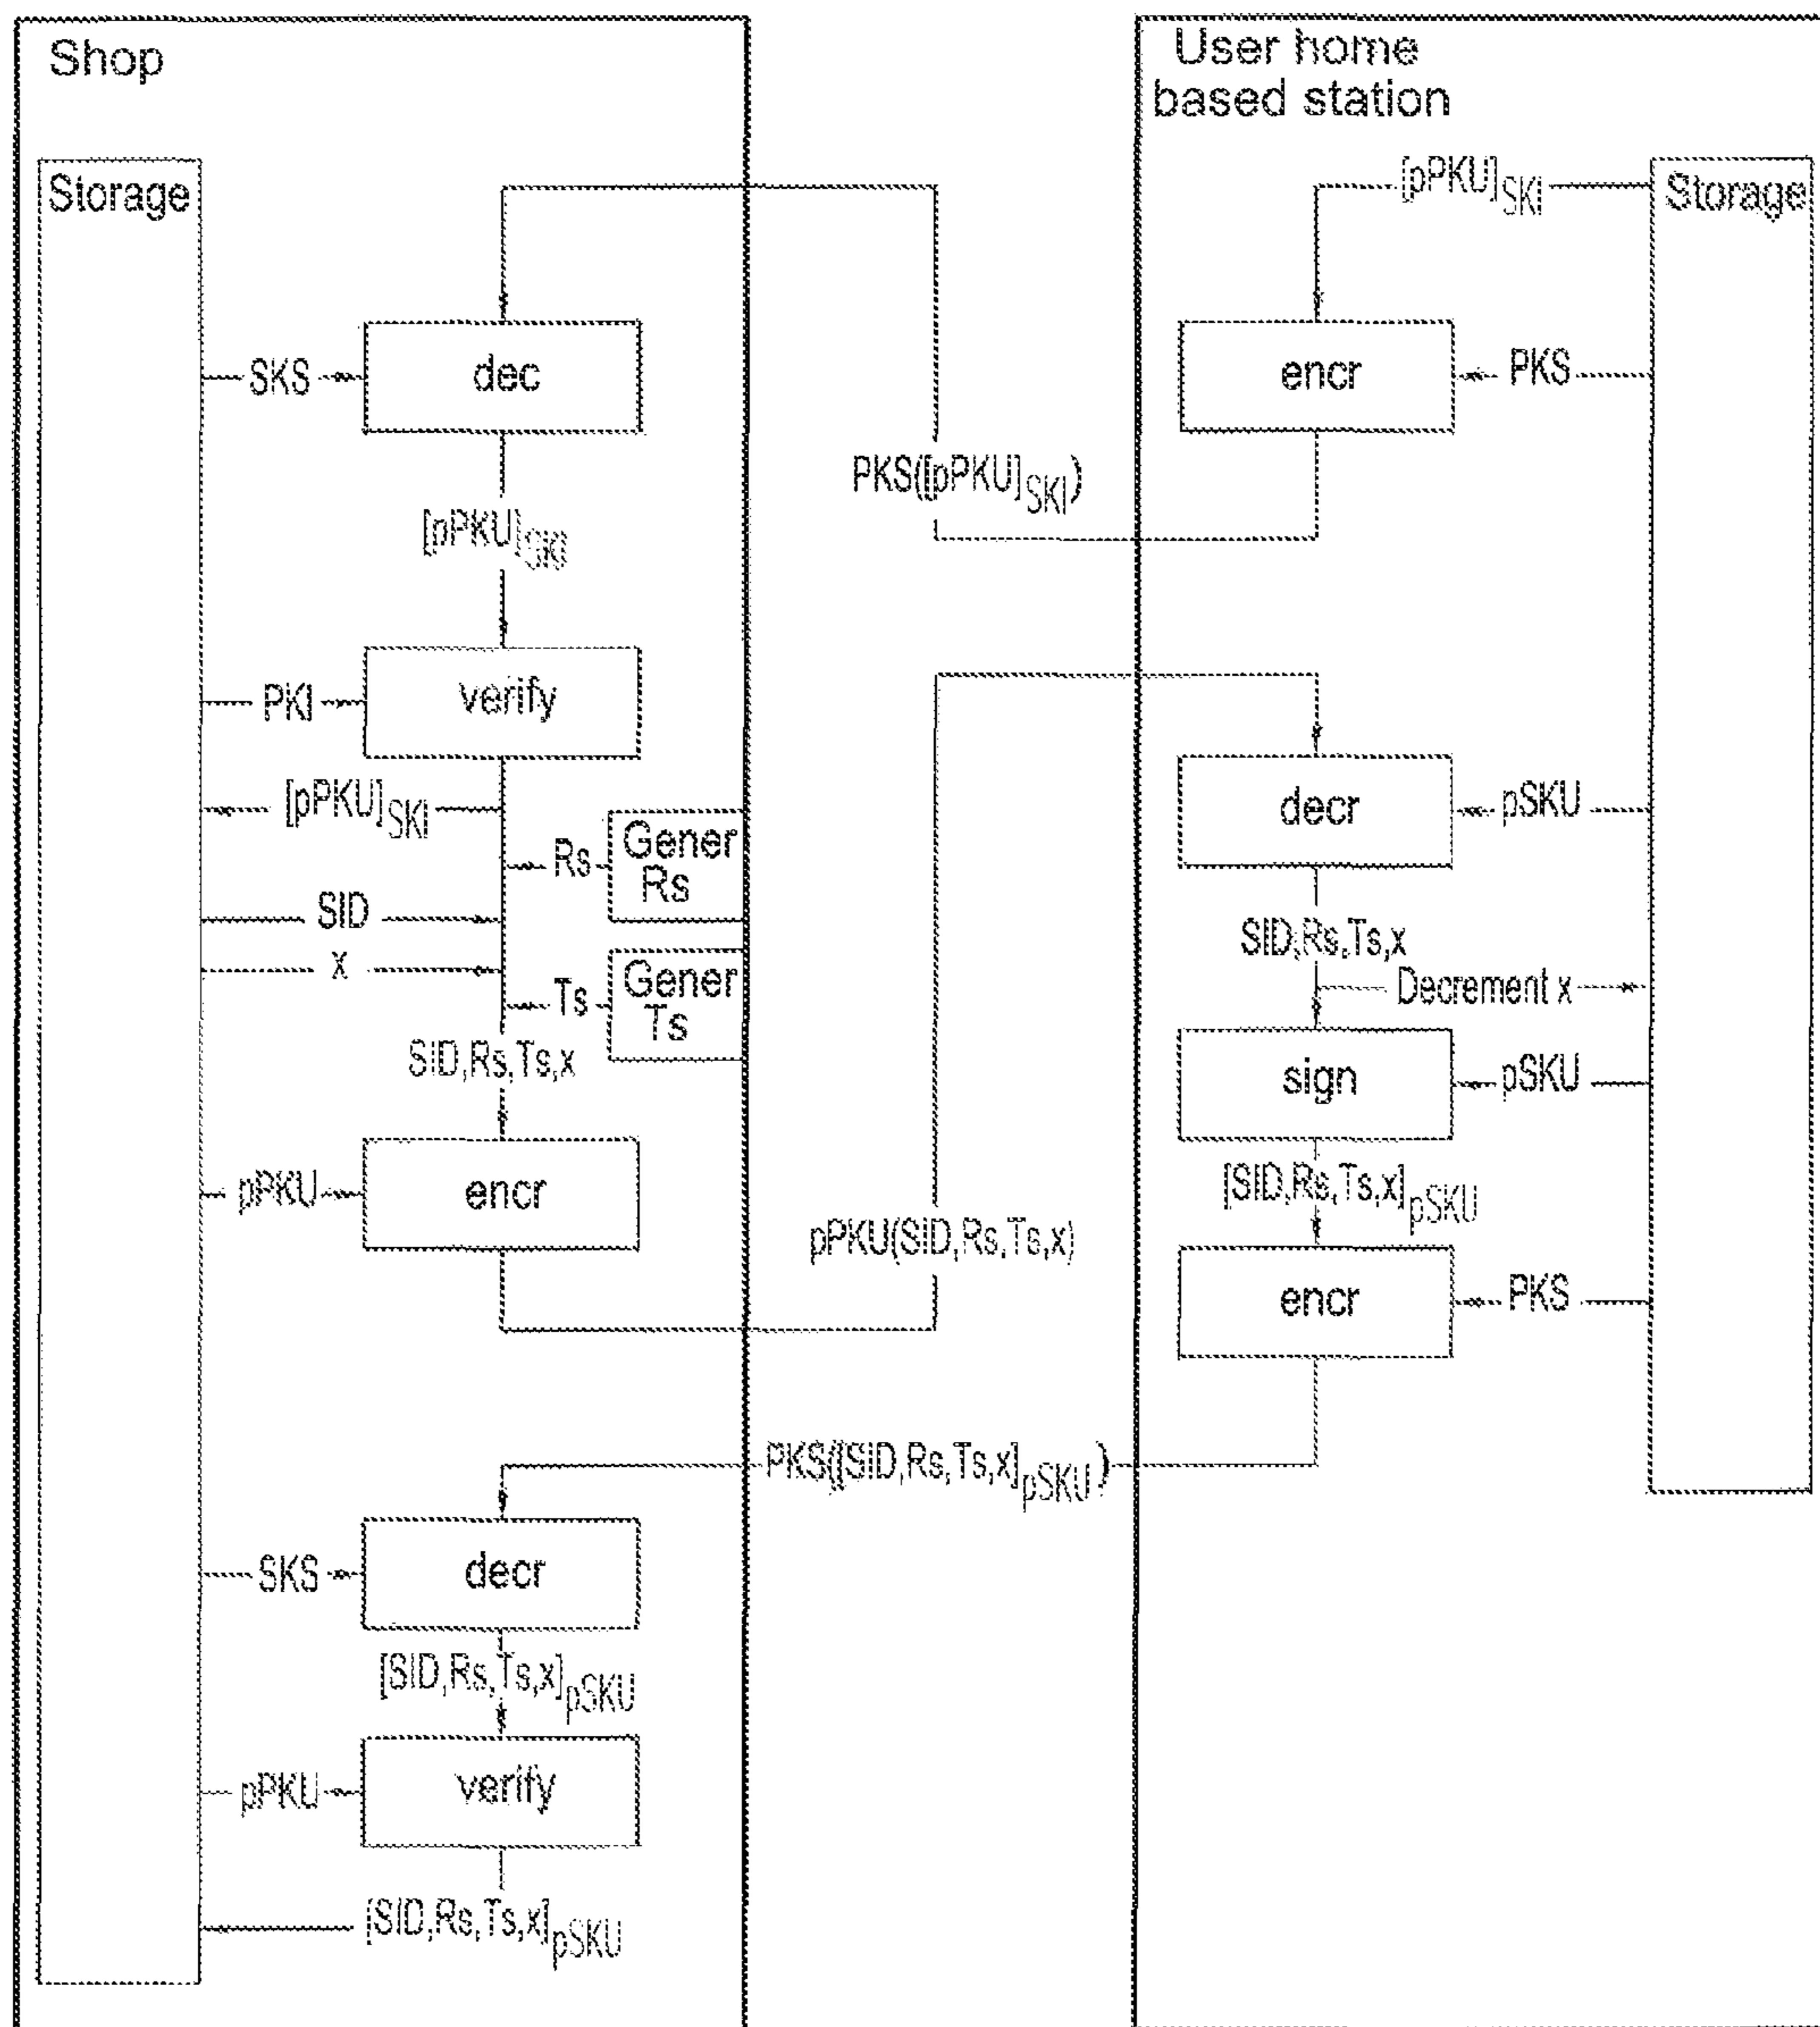 Shop
Storage
SKS
dec
[pPKU]SKI
PKI
verify
[pPKU]SKI
Rs
Gener
Rs
SID
x
Ts
Gener
Ts
SID,Rs,Ts,x
pPKU
encr
SKS
decr
[SID,Rs,Ts,x]pSKU
pPKU
verify
[SID,Rs,Ts,x]pSKU
PKS([pPKU]SKI)
pPKU(SID,Rs,Ts,x)
PKS([SID,Rs,Ts,x]pSKU)
User home
based station
[pPKU]SKI
Storage
encr
PKS
decr
pSKU
SID,Rs,Ts,x
Decrement x
sign
pSKU
[SID,Rs,Ts,x]pSKU
encr
PKS